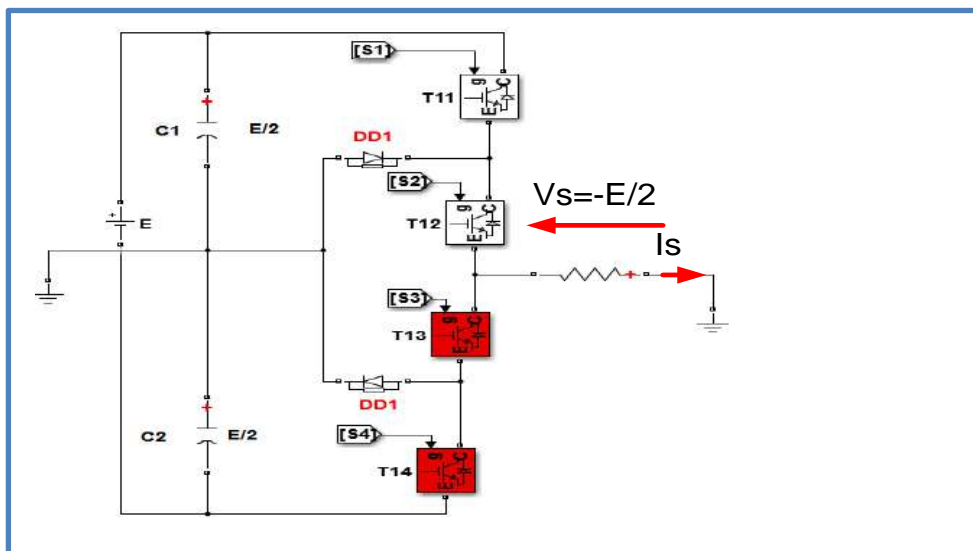 [S1]
g C
T11
E
+
C1 E/2
DD1
[S2]
g C
Vs=-E/2
T12
E
+
E
Is
+
[S3]
g C
T13
E
DD1
+
C2 E/2
[S4]
g C
T14
E